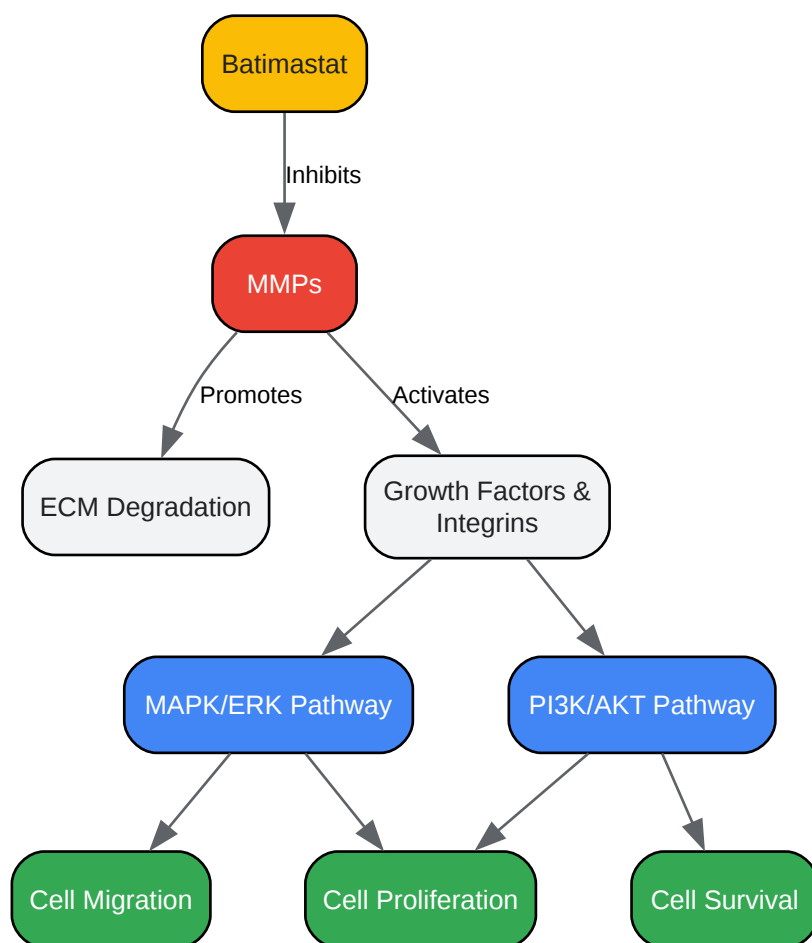 Batimastat
Inhibits
MMPs
Promotes
Activates
ECM Degradation
Growth Factors &
Integrins
MAPK/ERK Pathway
PI3K/AKT Pathway
Cell Migration
Cell Proliferation
Cell Survival